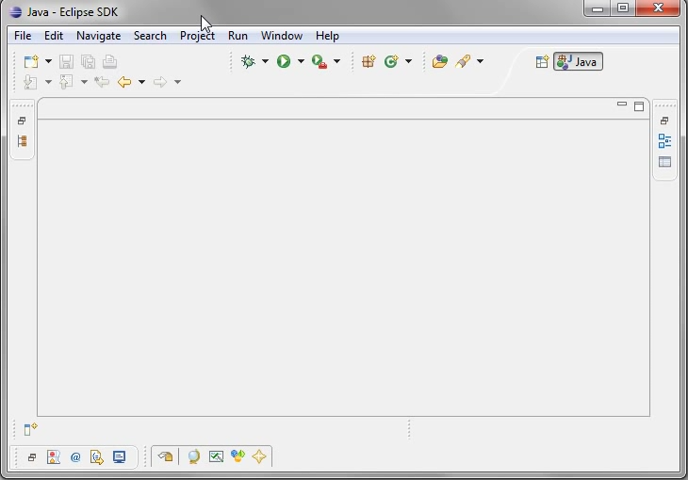 Java - Eclipse SDK
File Edit Navigate Search Project Run Window Help
Java